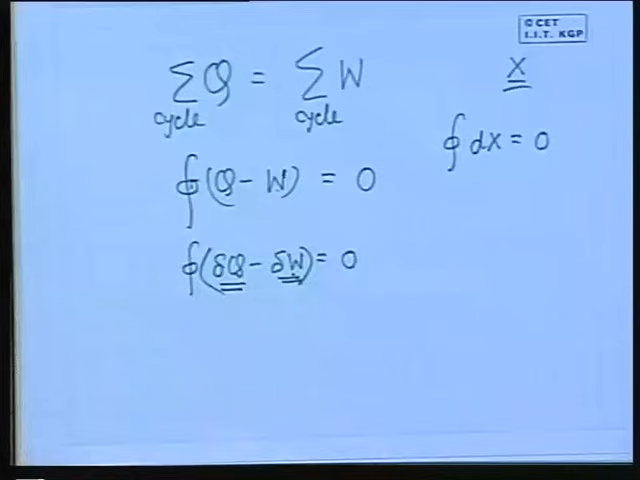 © CET
I.I.T. KGP
∑ Q = ∑ W
cycle cycle
X
∮ dX = 0
∮(Q - W) = 0
∮(δQ - δW) = 0